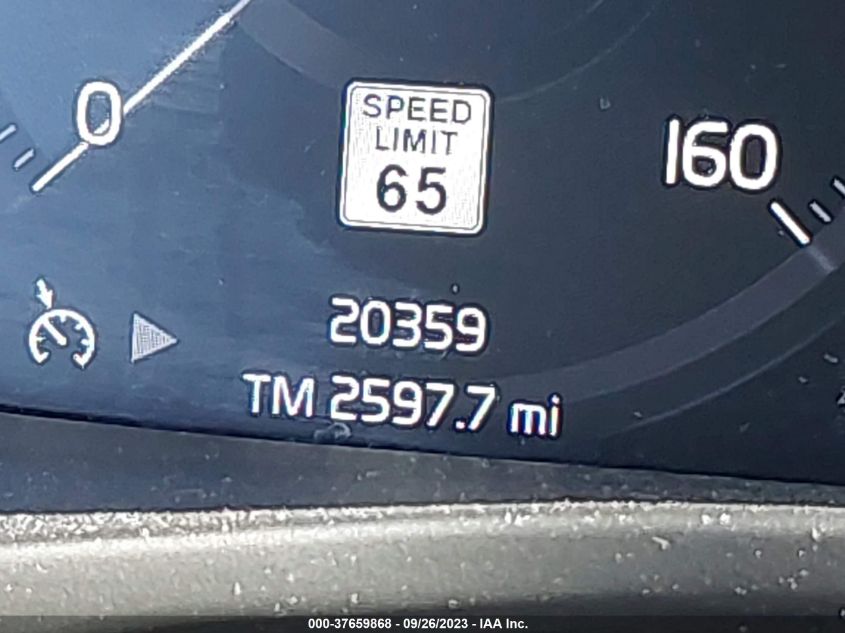 0
SPEED
LIMIT
65
160
20359
TM 2597.7 mi
000-37659868 - 09/26/2023 - IAA Inc.